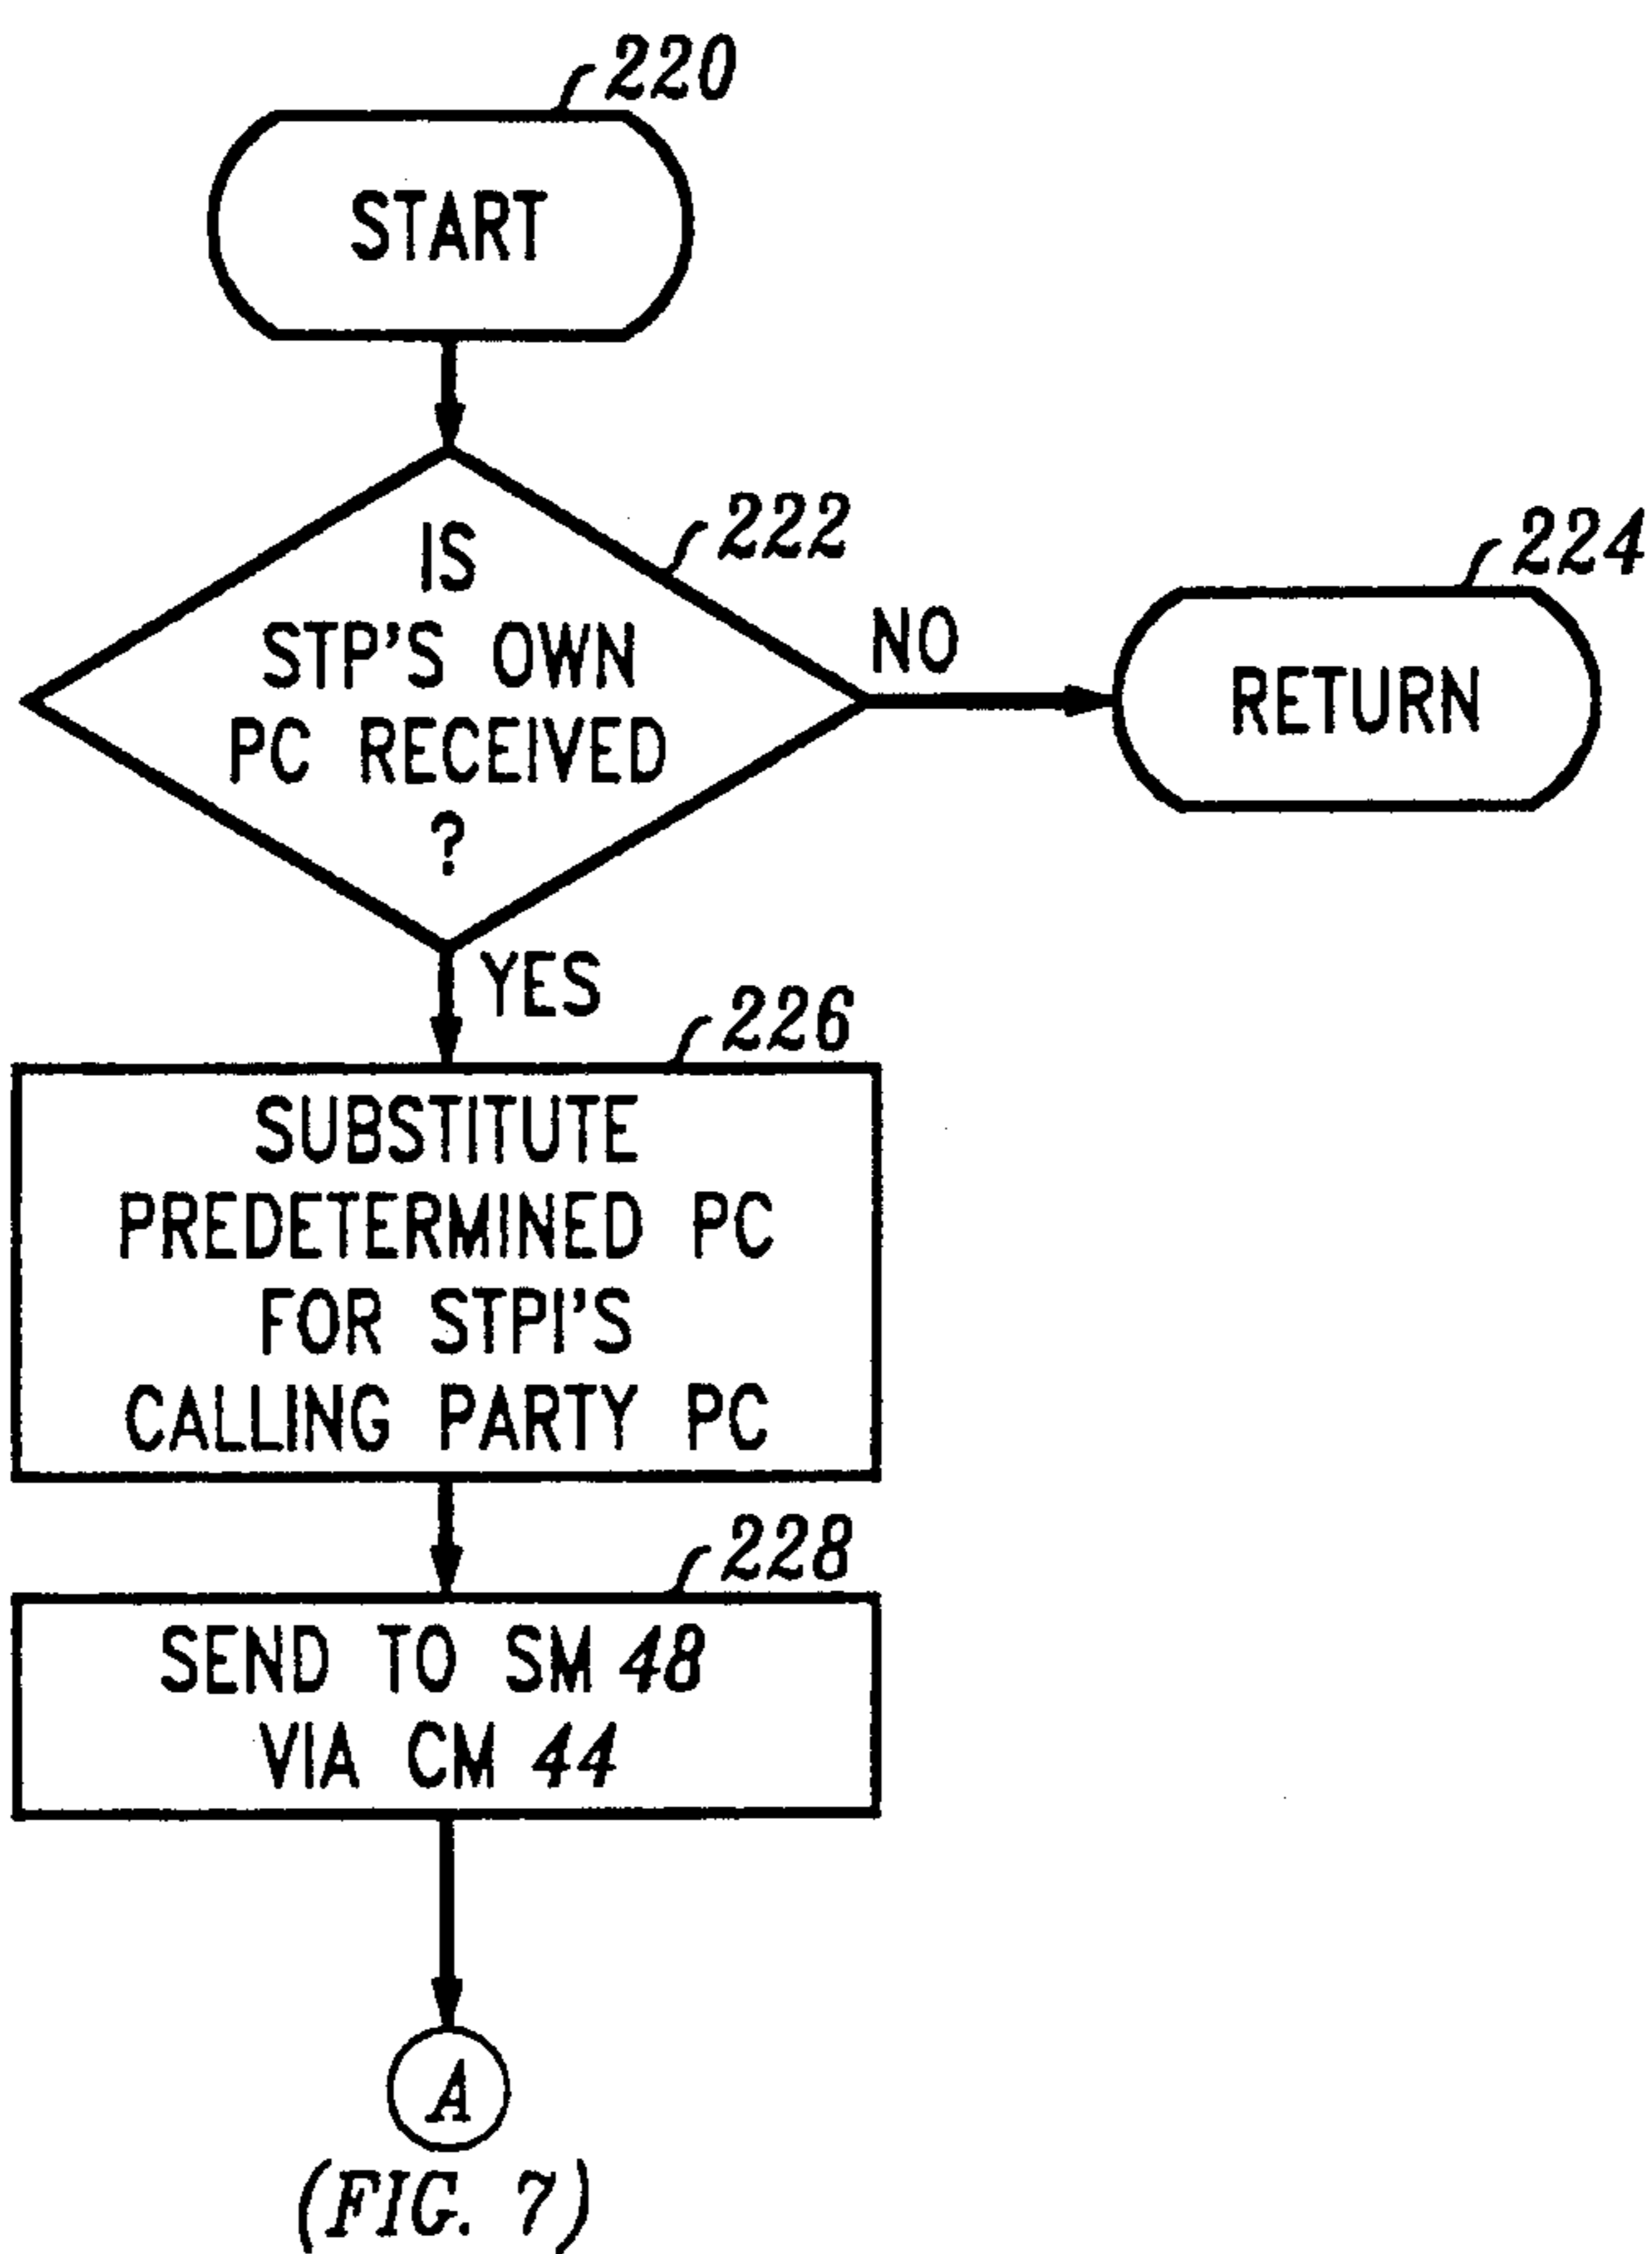 220
START
222
IS
STP'S OWN
PC RECEIVED
?
NO
224
RETURN
YES
226
SUBSTITUTE
PREDETERMINED PC
FOR STPI'S
CALLING PARTY PC
228
SEND TO SM 48
VIA CM 44
A
(FIG. 7)